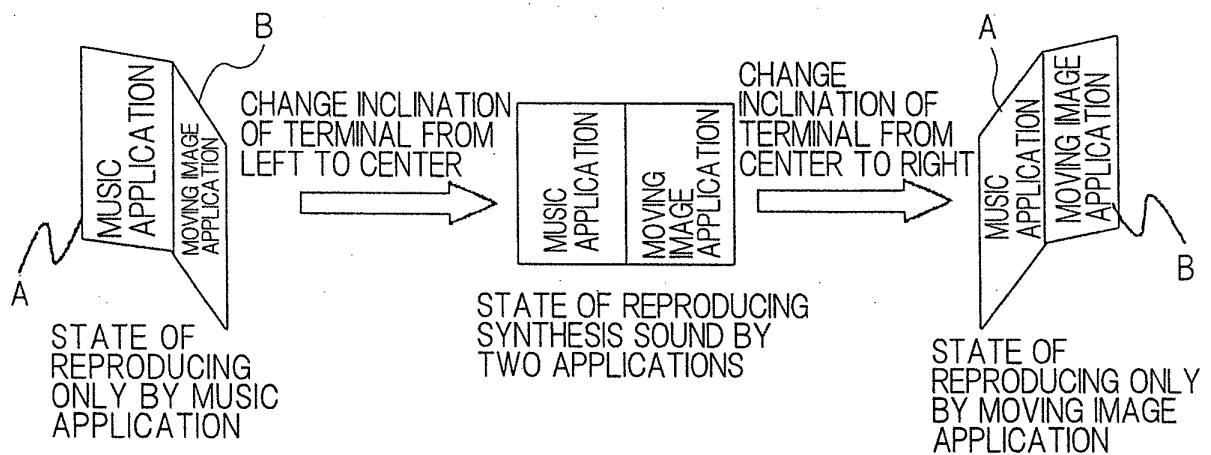 B
MUSIC
APPLICATION
MOVING IMAGE
APPLICATION
A
STATE OF
REPRODUCING
ONLY BY MUSIC
APPLICATION
CHANGE INCLINATION
OF TERMINAL FROM
LEFT TO CENTER
MUSIC
APPLICATION
MOVING
IMAGE
APPLICATION
STATE OF REPRODUCING
SYNTHESIS SOUND BY
TWO APPLICATIONS
CHANGE
INCLINATION OF
TERMINAL FROM
CENTER TO RIGHT
A
MUSIC
APPLICATION
MOVING IMAGE
APPLICATION
B
STATE OF
REPRODUCING ONLY
BY MOVING IMAGE
APPLICATION